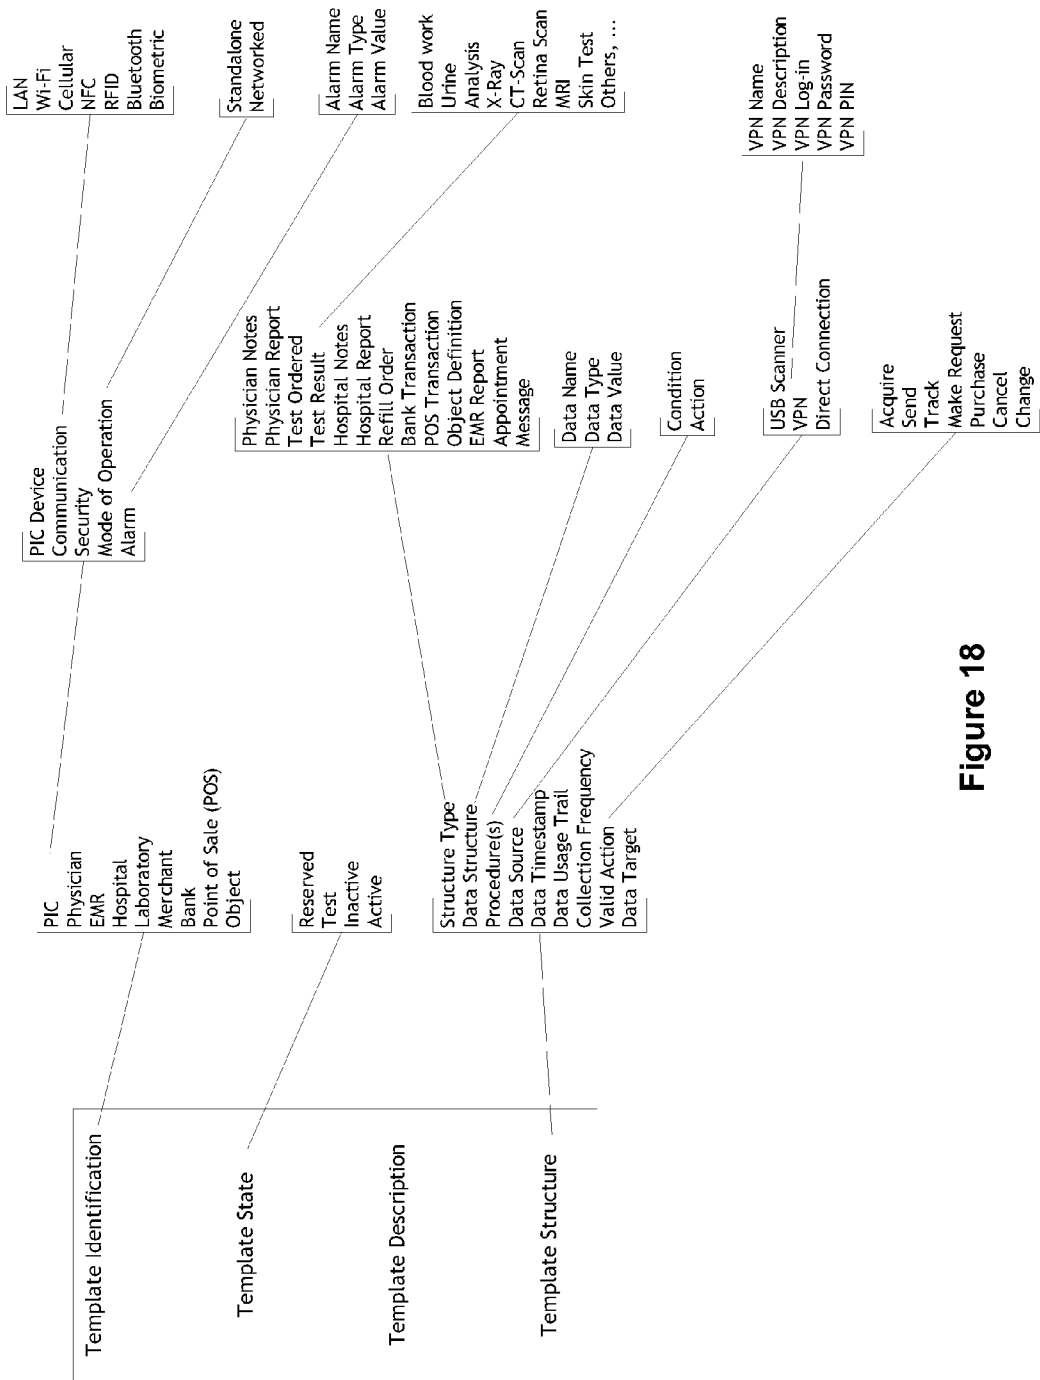 Template Identification
Template State
Template Description
Template Structure
PIC
Physician
EMR
Hospital
Laboratory
Merchant
Bank
Point of Sale (POS)
Object
Reserved
Test
Inactive
Active
Structure Type
Data Structure
Procedure(s)
Data Source
Data Timestamp
Data Usage Trail
Collection Frequency
Valid Action
Data Target
PIC Device
Communication
Security
Mode of Operation
Alarm
Physician Notes
Physician Report
Test Ordered
Test Result
Hospital Notes
Hospital Report
Refill Order
Bank Transaction
POS Transaction
Object Definition
EMR Report
Appointment
Message
Data Name
Data Type
Data Value
Condition
Action
USB Scanner
VPN
Direct Connection
Acquire
Send
Track
Make Request
Purchase
Cancel
Change
LAN
Wi-Fi
Cellular
NFC
RFID
Bluetooth
Biometric
Standalone
Networked
Alarm Name
Alarm Type
Alarm Value
Blood work
Urine
Analysis
X-Ray
CT-Scan
Retina Scan
MRI
Skin Test
Others, ...
VPN Name
VPN Description
VPN Log-in
VPN Password
VPN PIN
Figure 18